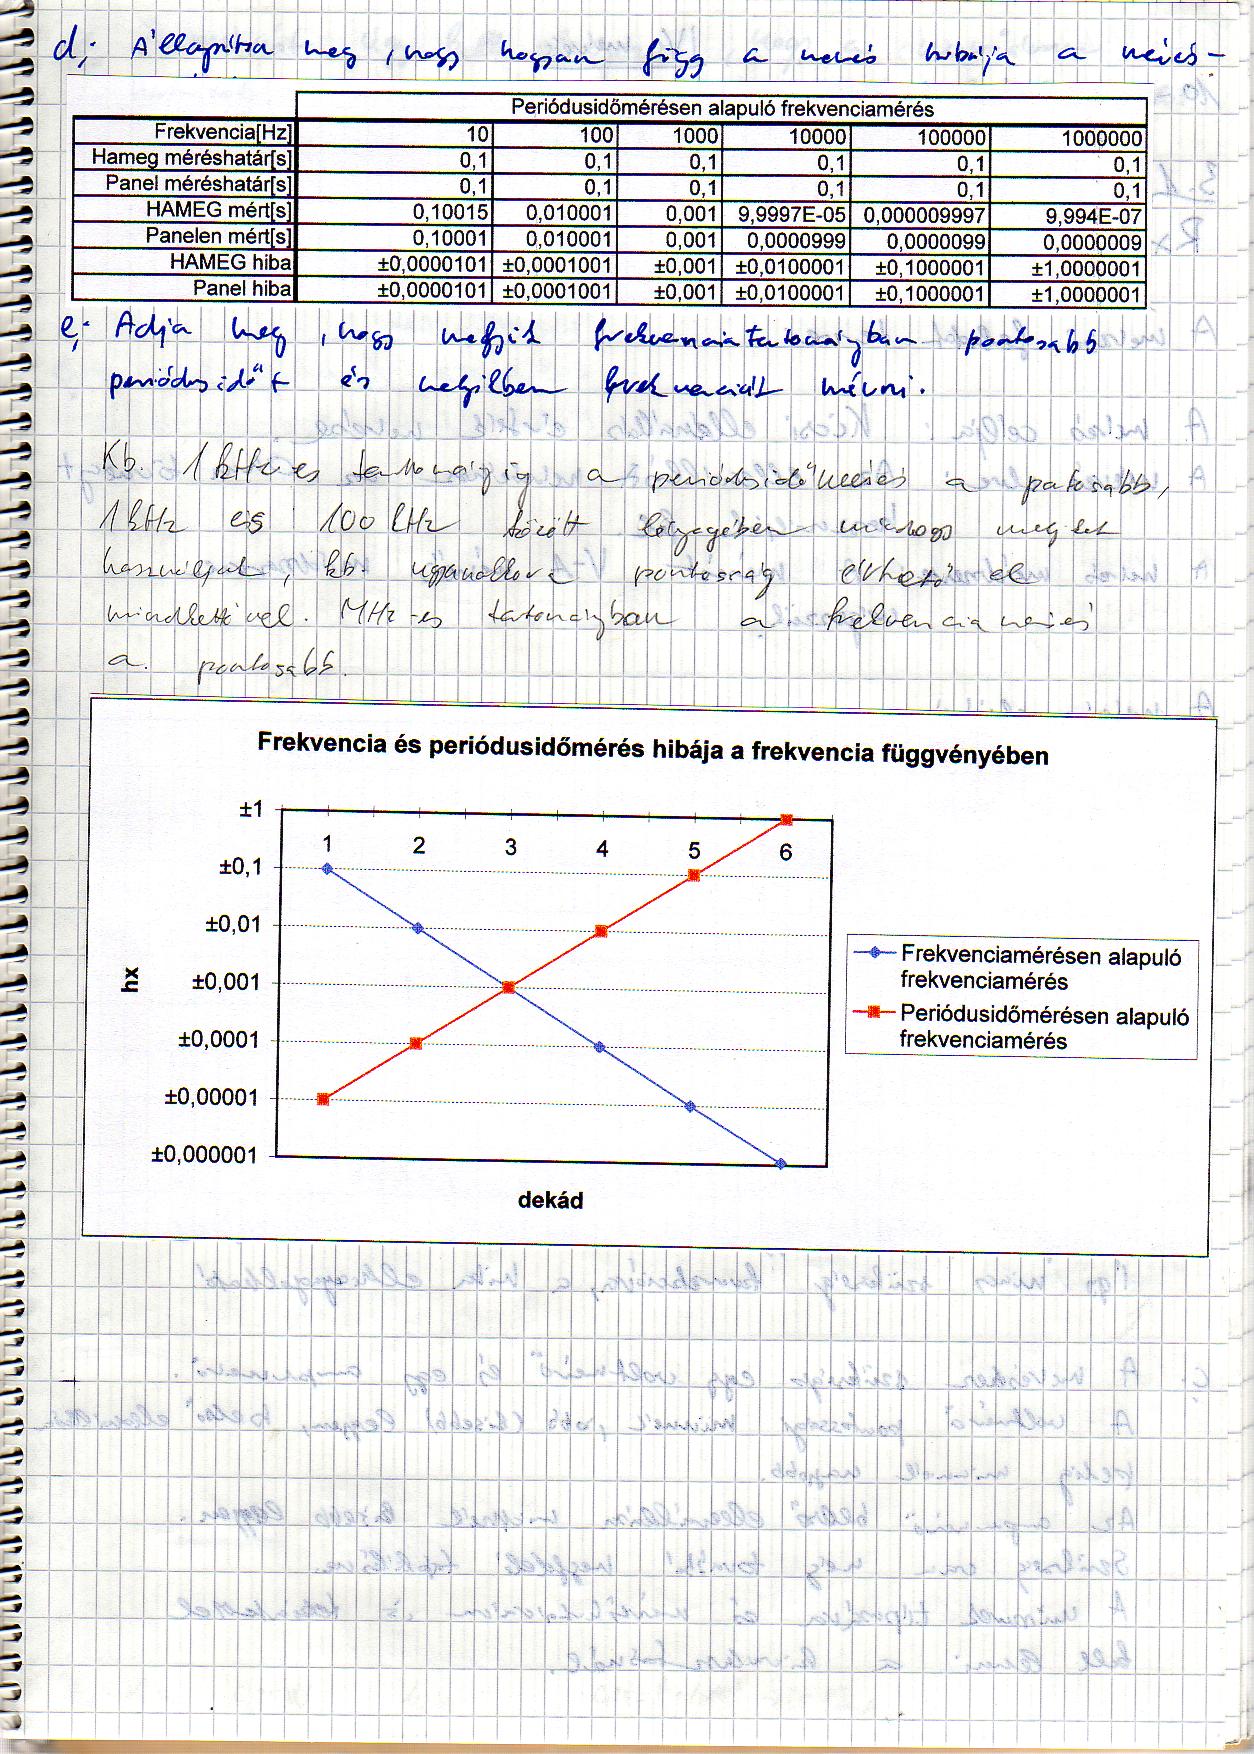 d; Állapítsa meg, hogy hogyan függ a mérés hibája a mérés-
Periódusidőmérésen alapuló frekvenciamérés
Frekvencia[Hz] 10 100 1000 10000 100000 1000000
Hameg méréshatár[s] 0,1 0,1 0,1 0,1 0,1 0,1
Panel méréshatár[s] 0,1 0,1 0,1 0,1 0,1 0,1
HAMEG mért[s] 0,10015 0,010001 0,001 9,9997E-05 0,000009997 9,994E-07
Panelen mért[s] 0,10001 0,010001 0,001 0,0000999 0,0000099 0,0000009
HAMEG hiba ±0,0000101 ±0,0001001 ±0,001 ±0,0100001 ±0,1000001 ±1,0000001
Panel hiba ±0,0000101 ±0,0001001 ±0,001 ±0,0100001 ±0,1000001 ±1,0000001
e; Adja meg, hogy melyik frekvenciatartományban pontosabb
periódusidőt és melyikben frekvenciát mérni.
Kb. 1 kHz-es tartományig a periódusidőmérés a pontosabb,
1 kHz és 100 kHz között lényegében mindegy melyiket
használjuk, kb. ugyanakkora pontosság érhető el
mindkettővel. MHz-es tartományban a frekvenciamérés
a pontosabb.
Frekvencia és periódusidőmérés hibája a frekvencia függvényében
±1
1 2 3 4 5 6
±0,1
±0,01
±0,001
±0,0001
±0,00001
±0,000001
hx
dekád
Frekvenciamérésen alapuló
frekvenciamérés
Periódusidőmérésen alapuló
frekvenciamérés